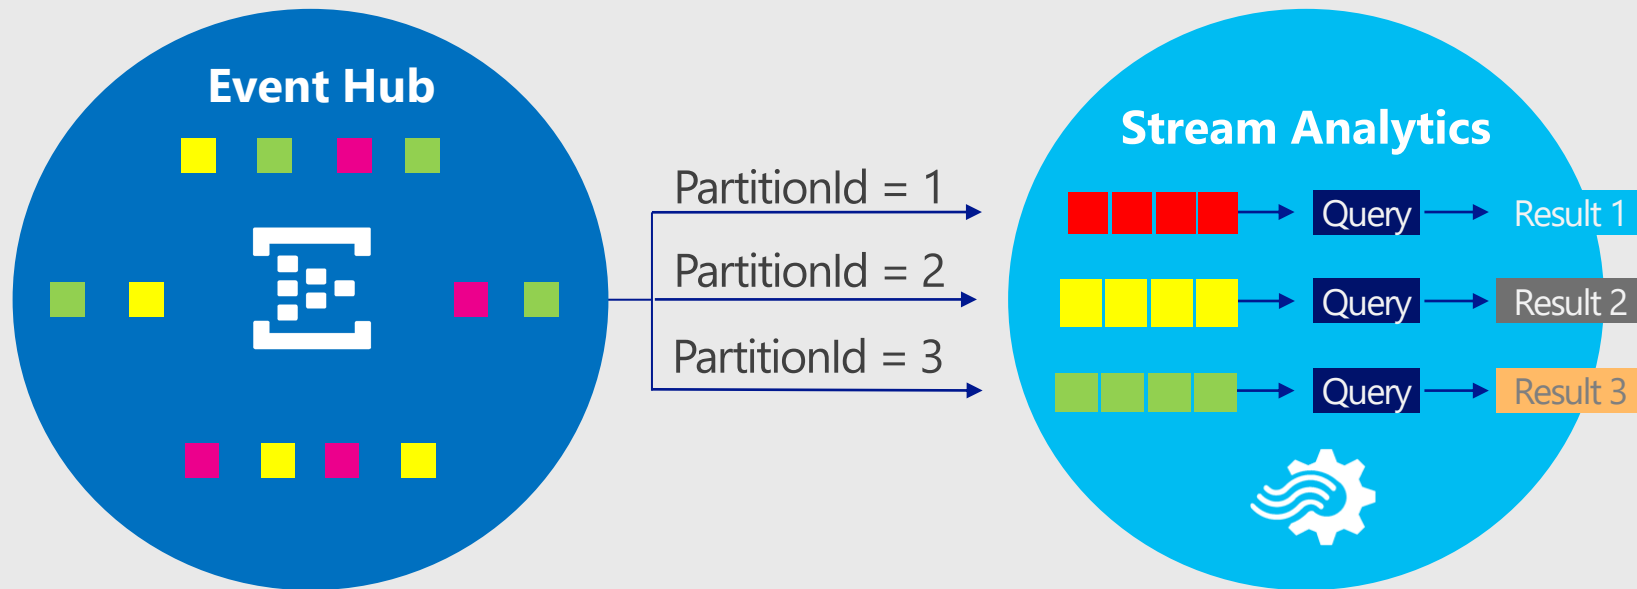 Event Hub
Stream Analytics
PartitionId = 1
PartitionId = 2
PartitionId = 3
Query
Result 1
Query
Result 2
Query
Result 3